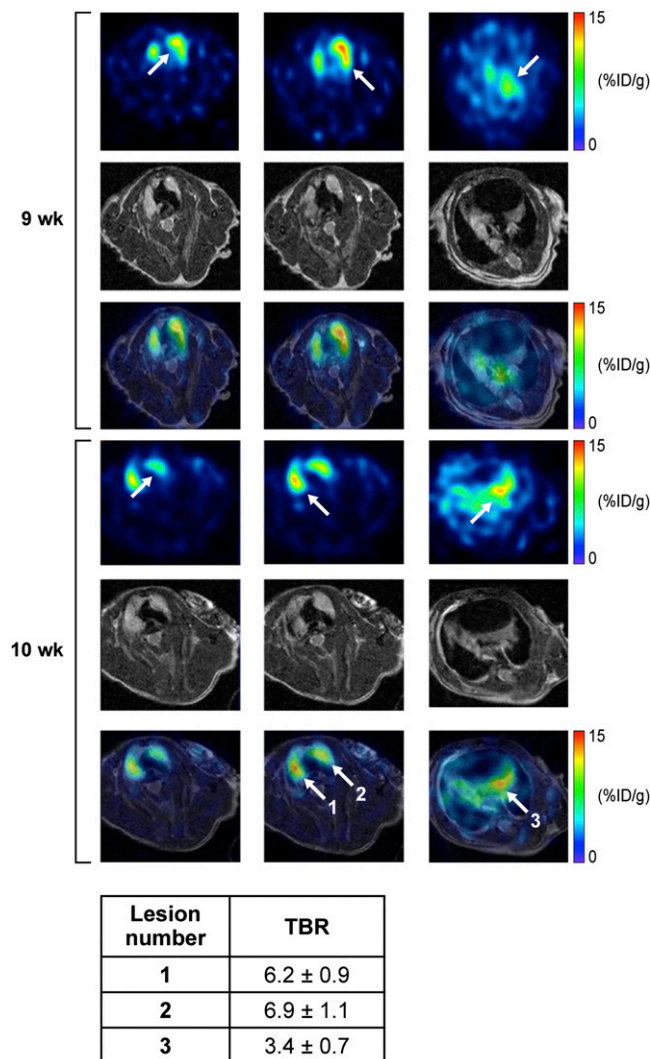 15
(%ID/g)
0
9 wk
15
(%ID/g)
0
15
(%ID/g)
0
10 wk
15
(%ID/g)
0
1
2
3
Lesion number TBR
1 6.2 ± 0.9
2 6.9 ± 1.1
3 3.4 ± 0.7